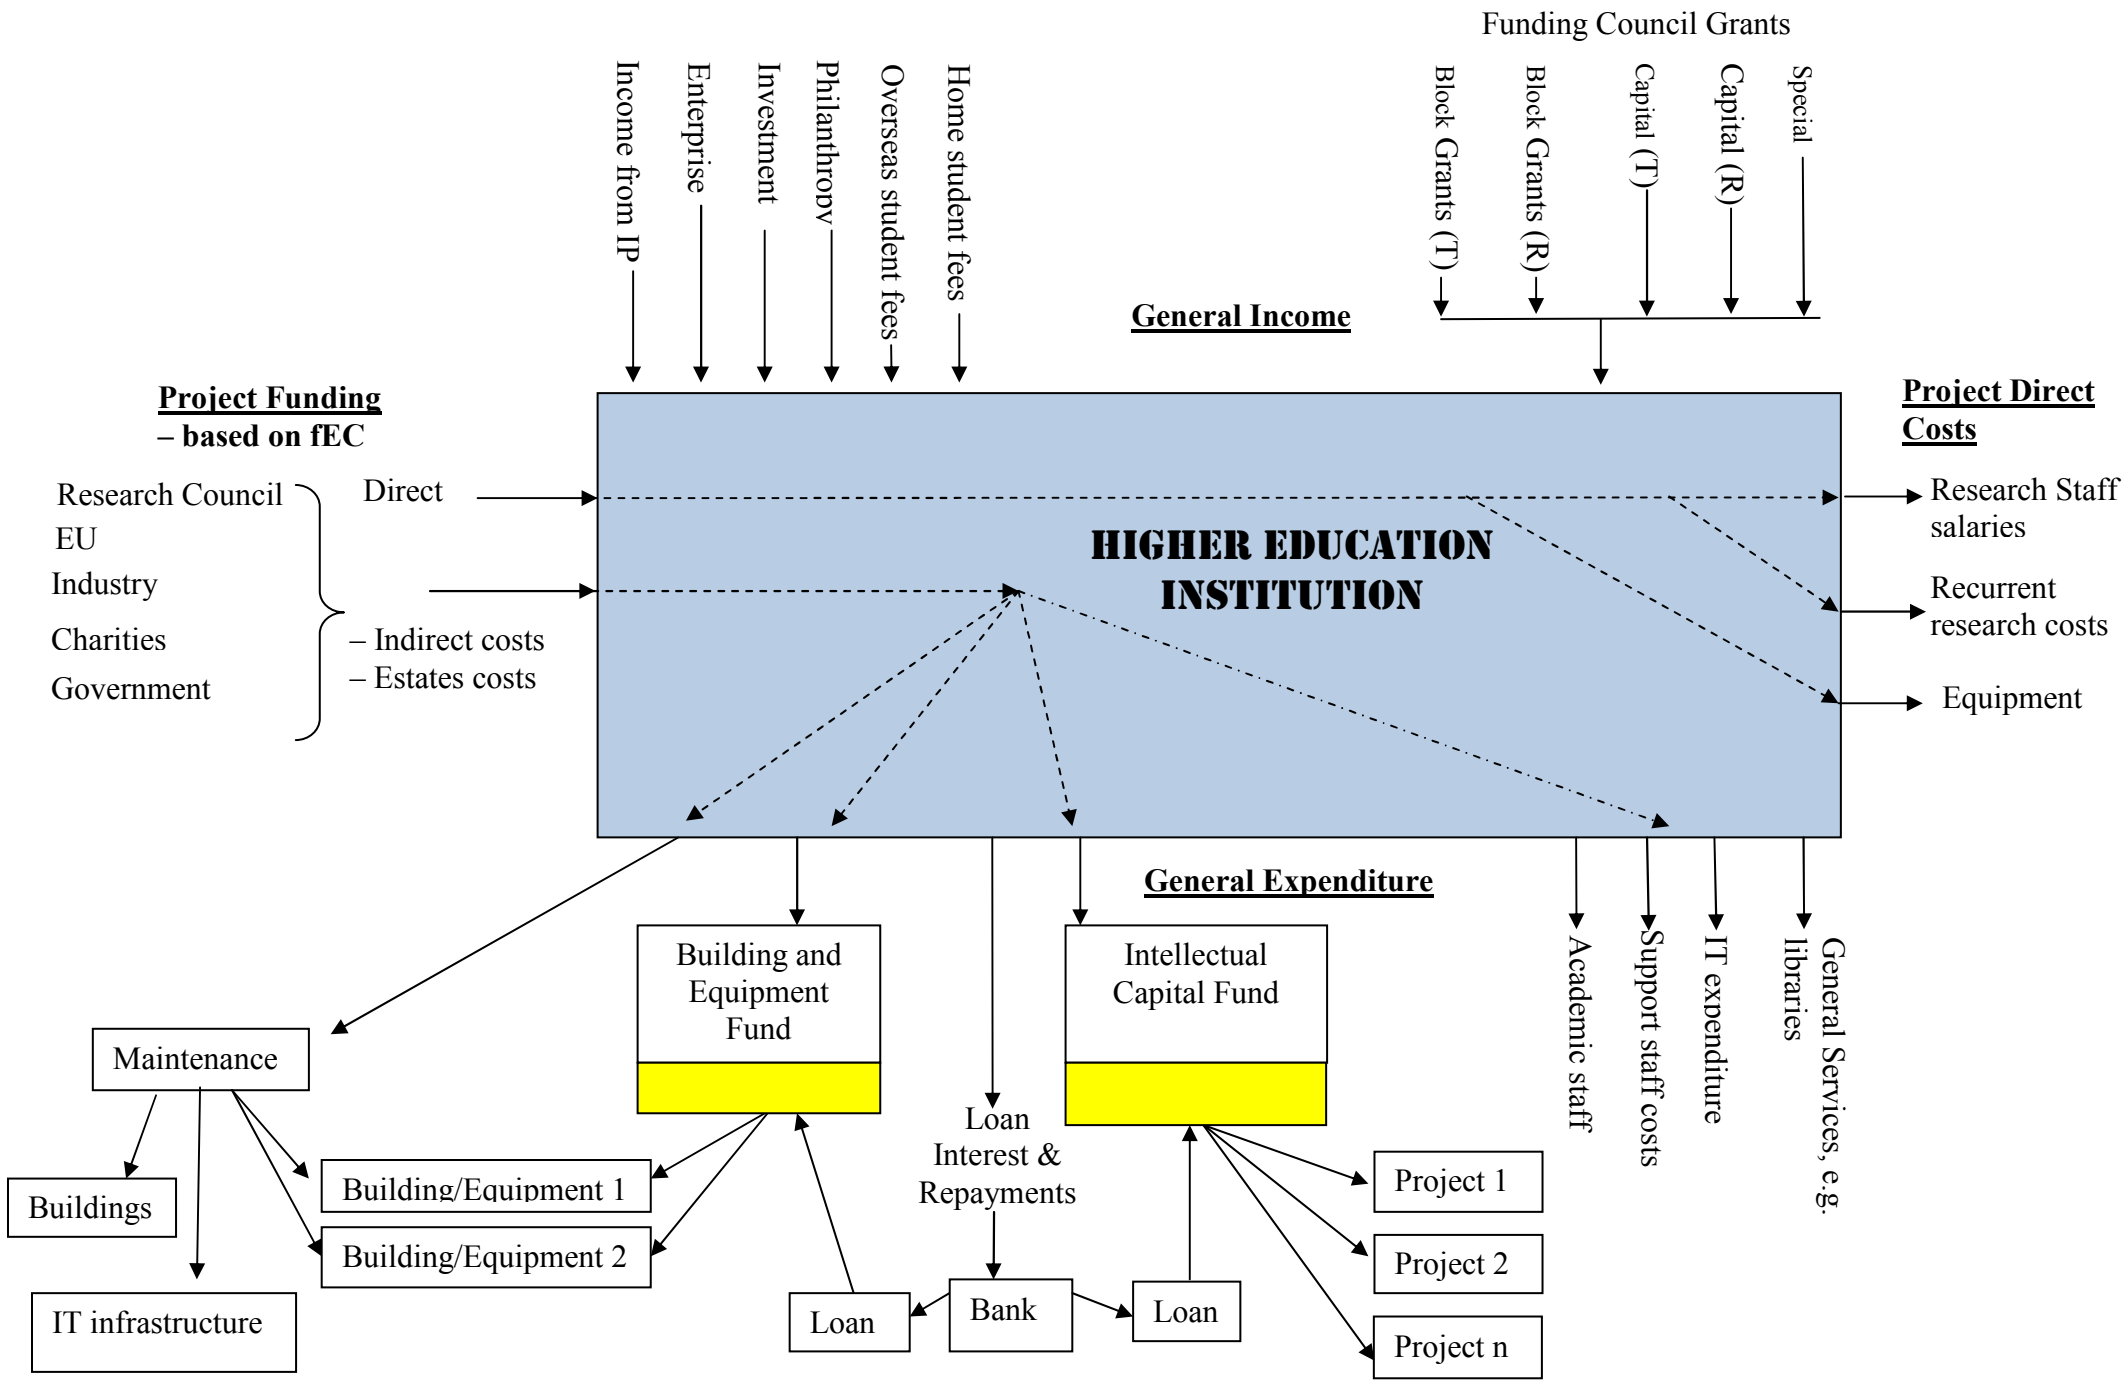 Funding Council Grants
Income from IP
Enterprise
Investment
Philanthropy
Overseas student fees
Home student fees
Block Grants (T)
Block Grants (R)
Capital (T)
Capital (R)
Special
General Income
Project Funding
– based on fEC
Research Council
EU
Industry
Charities
Government
Direct
– Indirect costs
– Estates costs
HIGHER EDUCATION
INSTITUTION
Project Direct
Costs
Research Staff
salaries
Recurrent
research costs
Equipment
General Expenditure
Building and
Equipment
Fund
Intellectual
Capital Fund
Academic staff
Support staff costs
IT expenditure
General Services, e.g.
libraries
Maintenance
Buildings
IT infrastructure
Building/Equipment 1
Building/Equipment 2
Loan
Interest &
Repayments
Loan
Bank
Loan
Project 1
Project 2
Project n